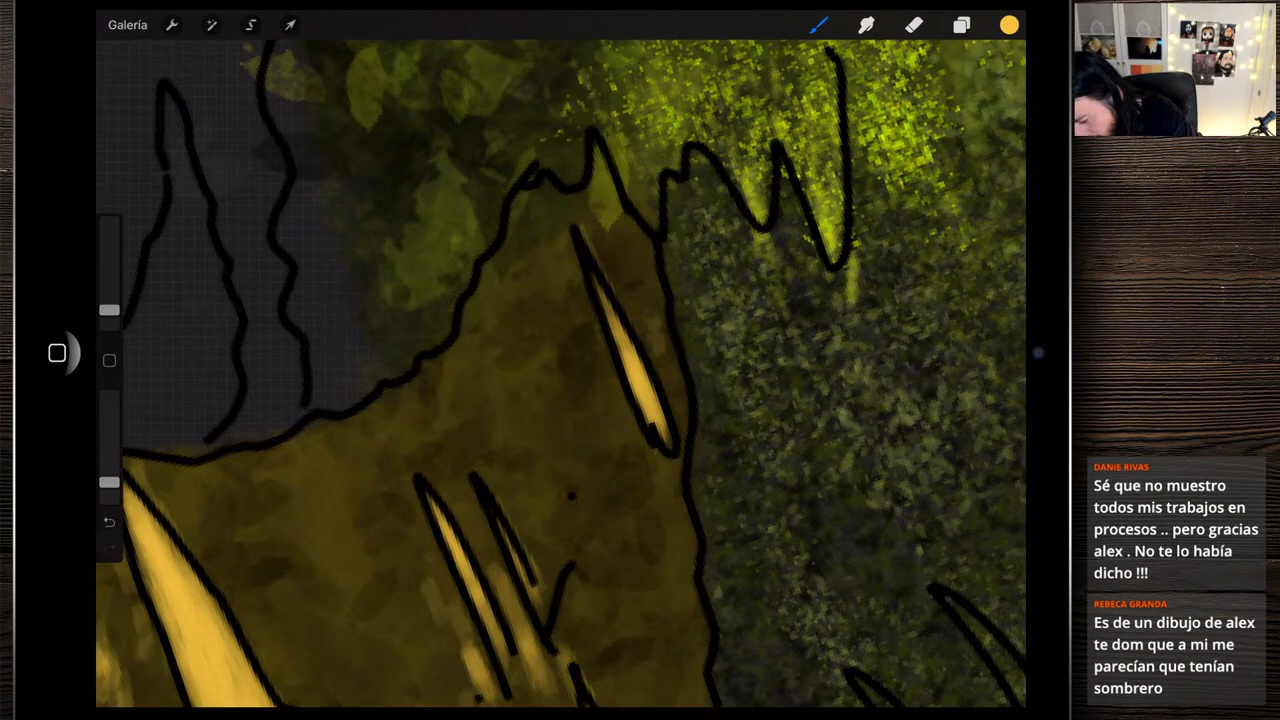 Galería
DANIE RIVAS
Sé que no muestro
todos mis trabajos en
procesos .. pero gracias
alex . No te lo había
dicho !!!
REBECA GRANDA
Es de un dibujo de alex
te dom que a mi me
parecían que tenían
sombrero